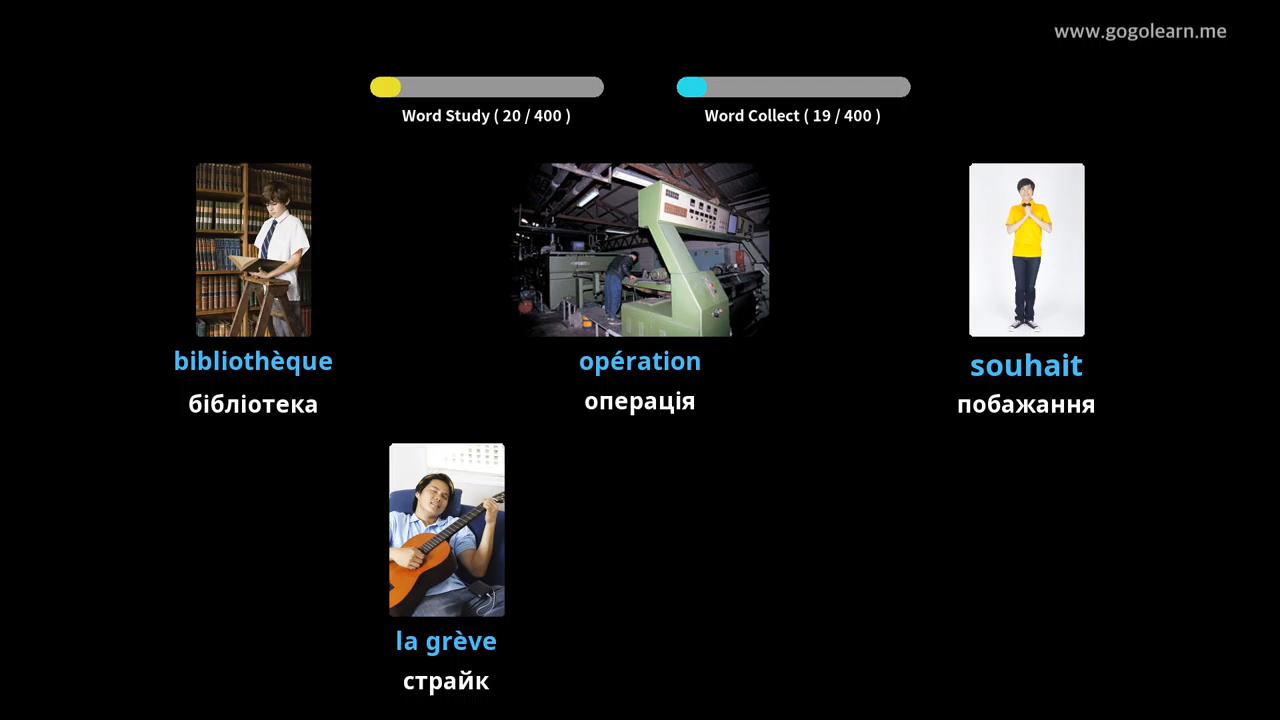 www.gogolearn.me
Word Study ( 20 / 400 )
Word Collect ( 19 / 400 )
bibliothèque
бібліотека
opération
операція
souhait
побажання
la grève
страйк